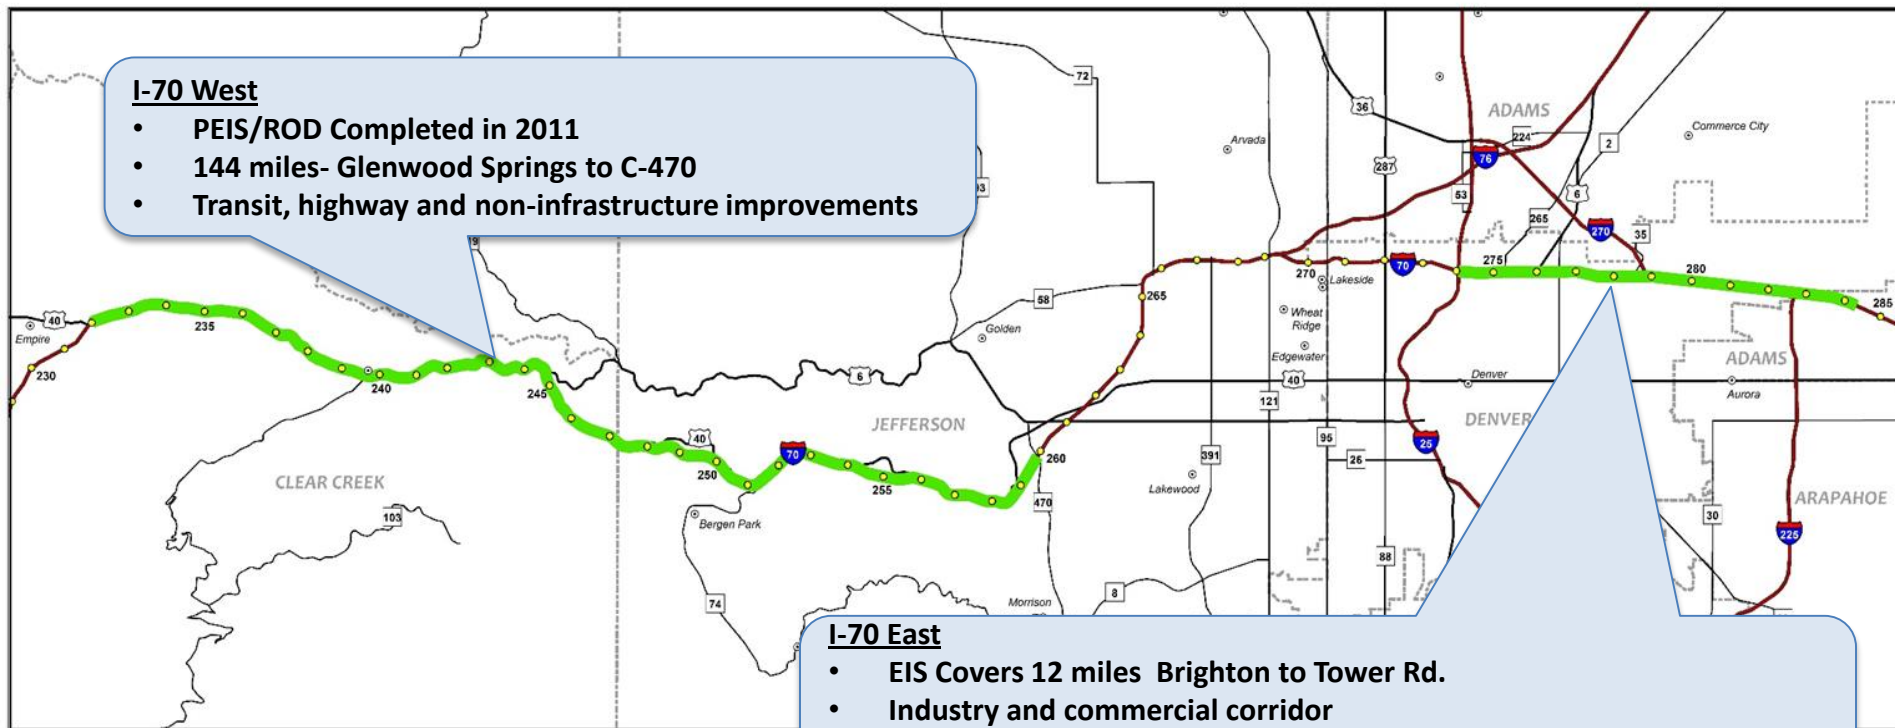 I-70 West
• PEIS/ROD Completed in 2011
• 144 miles- Glenwood Springs to C-470
• Transit, highway and non-infrastructure improvements
72
36
ADAMS
224
2
Commerce City
Arvada
287
76
53
6
265
270
35
93
9
70
275
280
285
270
Lakeside
265
58
Wheat
Ridge
Edgewater
Golden
40
Empire
230
235
240
245
6
40
Denver
ADAMS
Aurora
121
JEFFERSON
DENVER
25
95
26
391
Lakewood
40
250
70
255
260
470
CLEAR CREEK
103
Bergen Park
ARAPAHOE
30
225
88
74
8
Morrison
I-70 East
• EIS Covers 12 miles Brighton to Tower Rd.
• Industry and commercial corridor